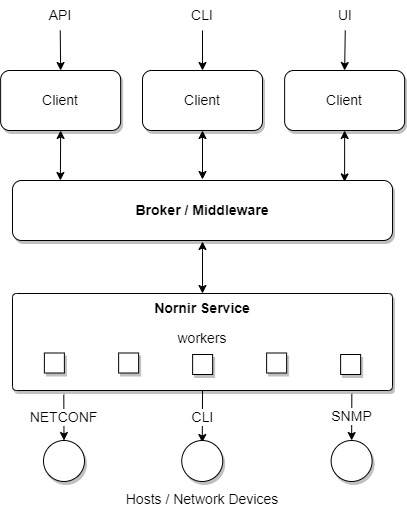 API CLI UI
Client Client Client
Broker / Middleware
Nornir Service
workers
NETCONF CLI SNMP
Hosts / Network Devices